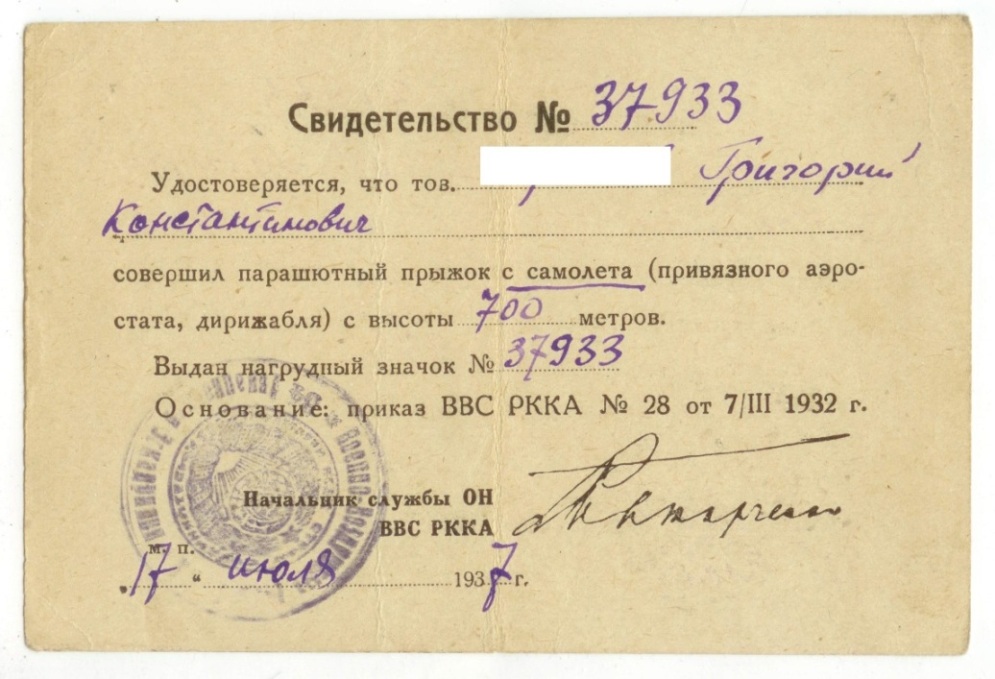 Свидетельство № 37933
Удостоверяется, что тов. Григорий
Константинович
совершил парашютный прыжок с самолета (привязного аэро-
стата, дирижабля) с высоты 700 метров.
Выдан нагрудный значок № 37933
Основание: приказ ВВС РККА № 28 от 7/III 1932 г.
Начальник службы ОН
ВВС РККА
м. п.
„17“ июля 1937 г.